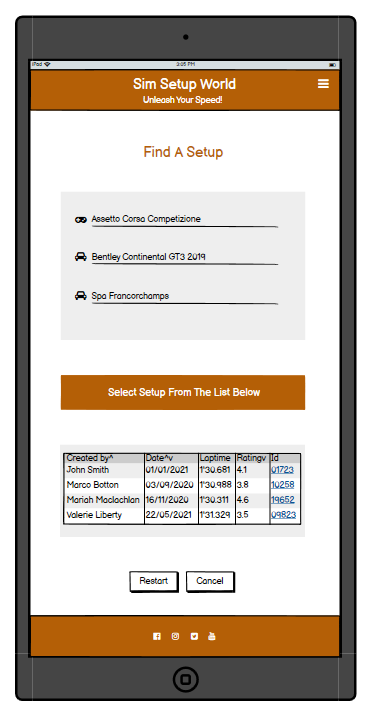 iPad 3:05 PM
Sim Setup World
Unleash Your Speed!
Find A Setup
Assetto Corsa Competizione
Bentley Continental GT3 2019
Spa Francorchamps
Select Setup From The List Below
Created by^ Date^v Laptime Ratingv Id
John Smith 01/01/2021 1'30.681 4.1 01723
Marco Botton 03/09/2020 1'30.988 3.8 10258
Mariah Maclachlan 16/11/2020 1'30.311 4.6 19652
Valerie Liberty 22/05/2021 1'31.329 3.5 09823
Restart Cancel